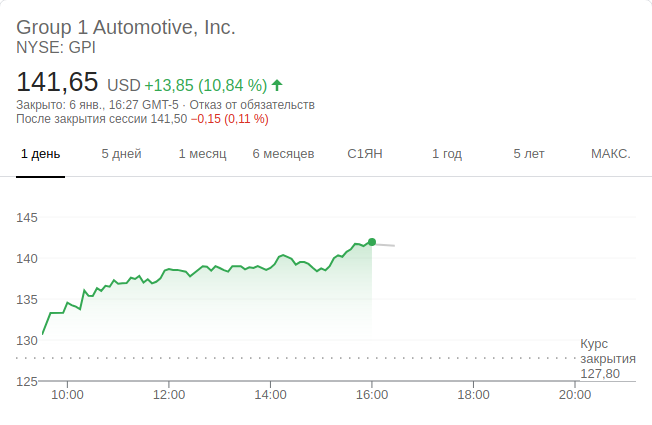 Group 1 Automotive, Inc.
NYSE: GPI
141,65 USD +13,85 (10,84 %)
Закрыто: 6 янв., 16:27 GMT-5 · Отказ от обязательств
После закрытия сессии 141,50 −0,15 (0,11 %)
1 день 5 дней 1 месяц 6 месяцев С1ЯН 1 год 5 лет МАКС.
145
140
135
130
Курс
закрытия
127,80
125
10:00 12:00 14:00 16:00 18:00 20:00